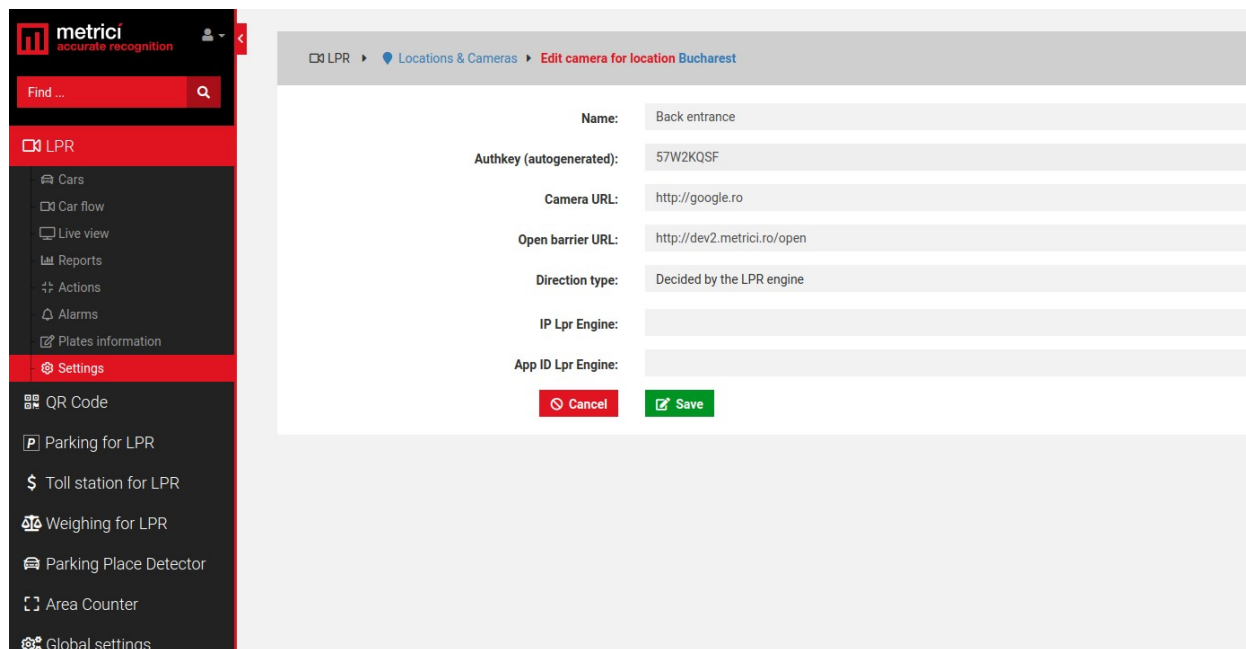 metrici
accurate recognition
Find ...
LPR
Cars
Car flow
Live view
Reports
Actions
Alarms
Plates information
Settings
QR Code
P Parking for LPR
$ Toll station for LPR
Weighing for LPR
Parking Place Detector
Area Counter
Global settings
LPR Locations & Cameras Edit camera for location Bucharest
Name: Back entrance
Authkey (autogenerated): 57W2KQSF
Camera URL: http://google.ro
Open barrier URL: http://dev2.metrici.ro/open
Direction type: Decided by the LPR engine
IP Lpr Engine:
App ID Lpr Engine:
Cancel Save